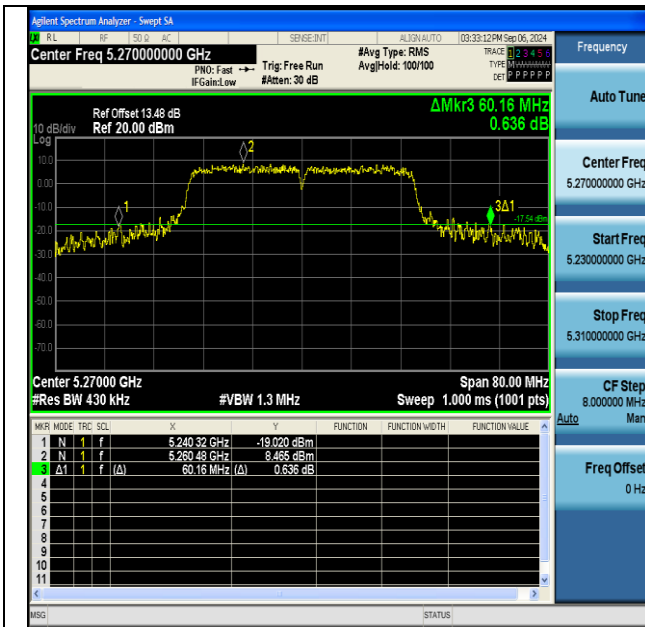 Agilent Spectrum Analyzer - Swept SA
RL RF 50 Ω AC SENSE:INT ALIGN AUTO 03:33:12 PM Sep 06, 2024
Center Freq 5.270000000 GHz
PNO: Fast
IFGain:Low
Trig: Free Run
#Atten: 30 dB
#Avg Type: RMS
Avg|Hold: 100/100
TRACE 1 2 3 4 5 6
TYPE M
DET P P P P P P
Ref Offset 13.48 dB
Ref 20.00 dBm
10 dB/div
Log
ΔMkr3 60.16 MHz
0.636 dB
10.0
0.00
-10.0
-20.0
-30.0
-40.0
-50.0
-60.0
-70.0
1
2
3Δ1
-17.54 dBm
Center 5.27000 GHz Span 80.00 MHz
#Res BW 430 kHz #VBW 1.3 MHz Sweep 1.000 ms (1001 pts)
MKR MODE TRC SCL X Y FUNCTION FUNCTION WIDTH FUNCTION VALUE
1 N 1 f 5.240 32 GHz -19.020 dBm
2 N 1 f 5.260 48 GHz 8.465 dBm
3 Δ1 1 f (Δ) 60.16 MHz (Δ) 0.636 dB
4
5
6
7
8
9
10
11
MSG STATUS
Frequency
Auto Tune
Center Freq
5.270000000 GHz
Start Freq
5.230000000 GHz
Stop Freq
5.310000000 GHz
CF Step
8.000000 MHz
Auto Man
Freq Offset
0 Hz